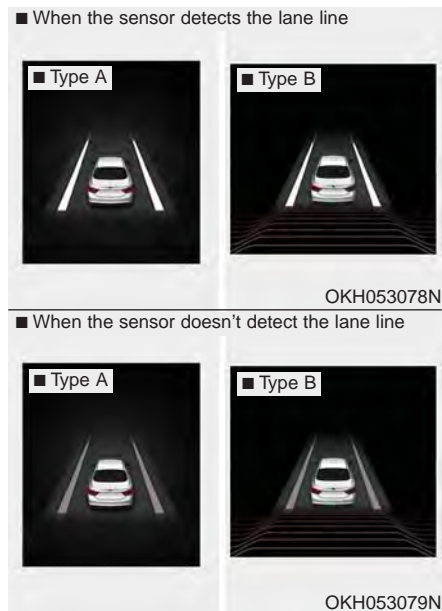 ■ When the sensor detects the lane line
■ Type A
■ Type B
OKH053078N
■ When the sensor doesn't detect the lane line
■ Type A
■ Type B
OKH053079N